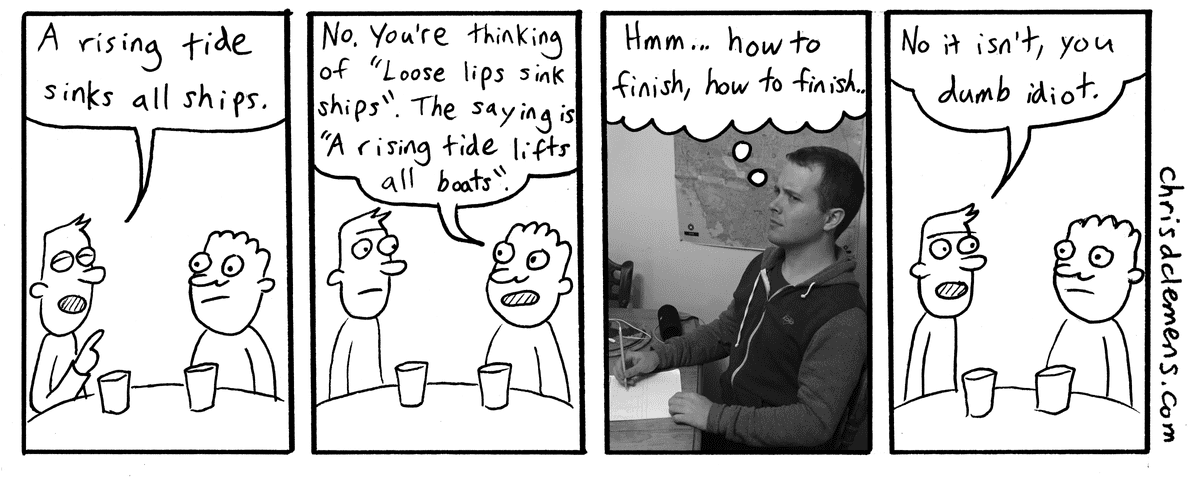 A rising tide
sinks all ships.
No. You're thinking
of "Loose lips sink
ships". The saying is
"A rising tide lifts
all boats".
Hmm... how to
finish, how to finish..
No it isn't, you
dumb idiot.
chrisdclemens.com